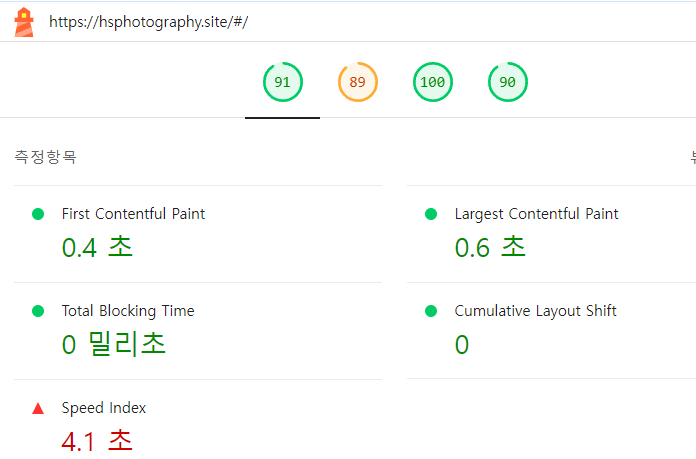 https://hsphotography.site/#/
91 89 100 90
측정항목
First Contentful Paint
0.4 초
Largest Contentful Paint
0.6 초
Total Blocking Time
0 밀리초
Cumulative Layout Shift
0
Speed Index
4.1 초